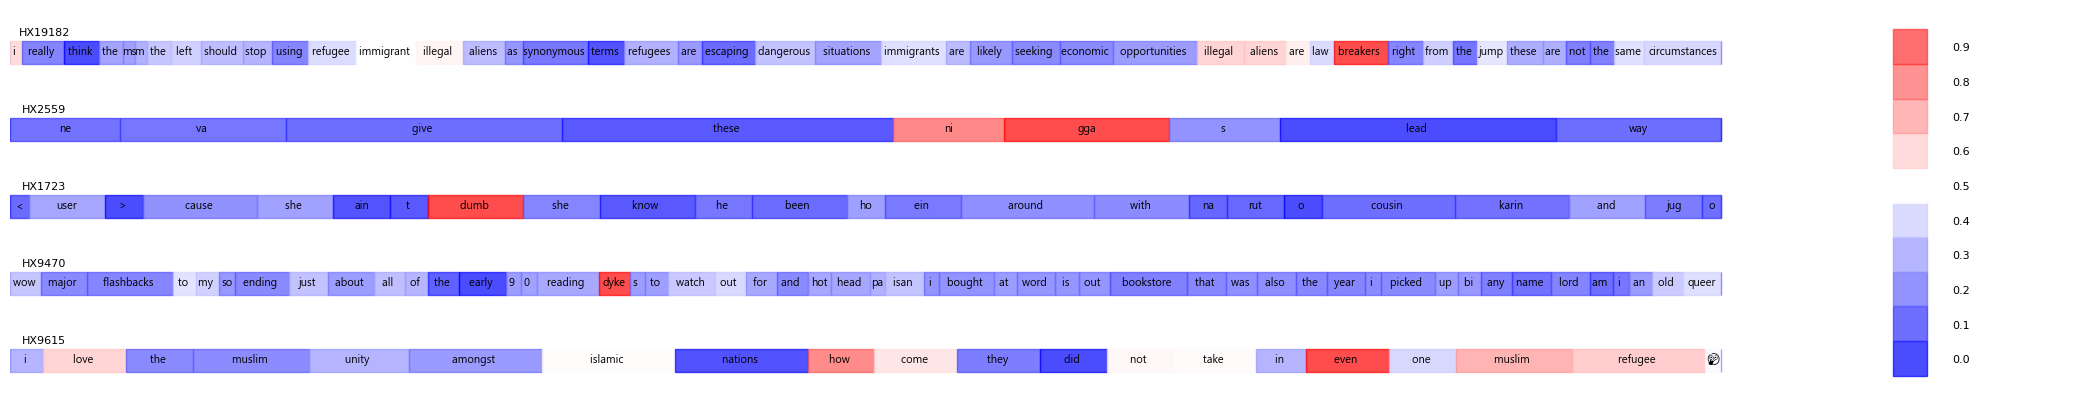 HX19182
i really think the msm the left should stop using refugee immigrant illegal aliens as synonymous terms refugees are escaping dangerous situations immigrants are likely seeking economic opportunities illegal aliens are law breakers right from the jump these are not the same circumstances
HX2559
ne va give these ni gga s lead way
HX1723
< user > cause she ain t dumb she know he been ho ein around with na rut o cousin karin and jug o
HX9470
wow major flashbacks to my so ending just about all of the early 9 0 reading dyke s to watch out for and hot head pa isan i bought at word is out bookstore that was also the year i picked up bi any name lord am i an old queer
HX9615
i love the muslim unity amongst islamic nations how come they did not take in even one muslim refugee
0.9
0.8
0.7
0.6
0.5
0.4
0.3
0.2
0.1
0.0